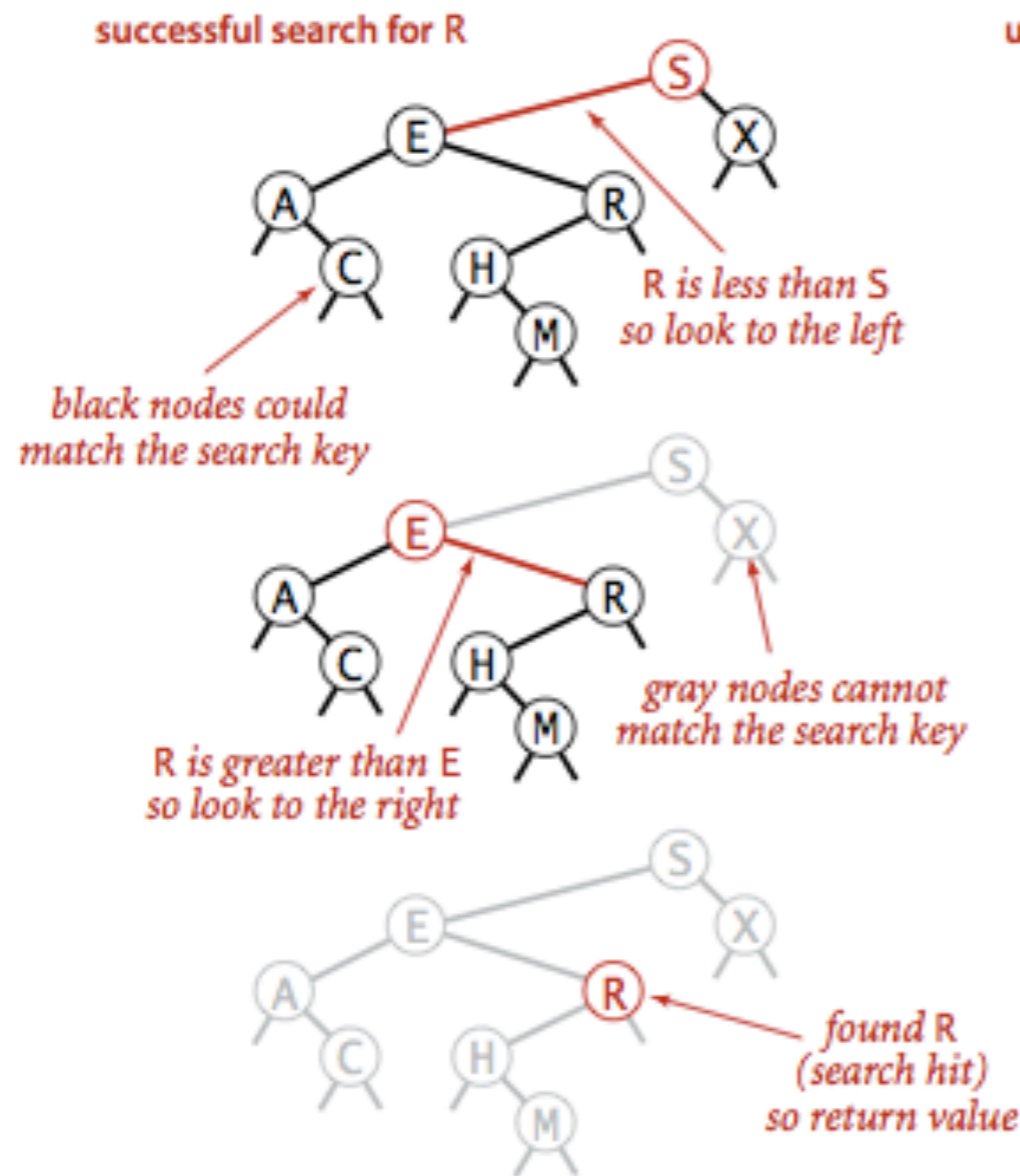 successful search for R
u
S
E
X
A
R
C
H
R is less than S
so look to the left
M
black nodes could
match the search key
S
E
X
A
R
C
H
gray nodes cannot
match the search key
M
R is greater than E
so look to the right
S
E
X
A
R
C
H
found R
(search hit)
so return value
M